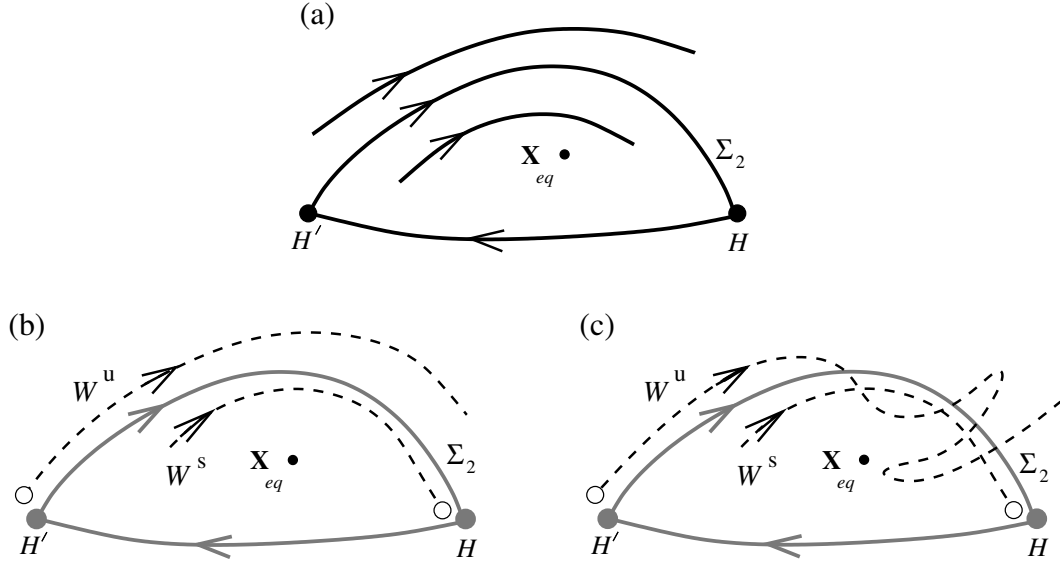 (a)
Σ₂
X eq
H′
H
(b)
(c)
W u
W u
W s
W s
X eq
X eq
Σ₂
Σ₂
H′
H
H′
H